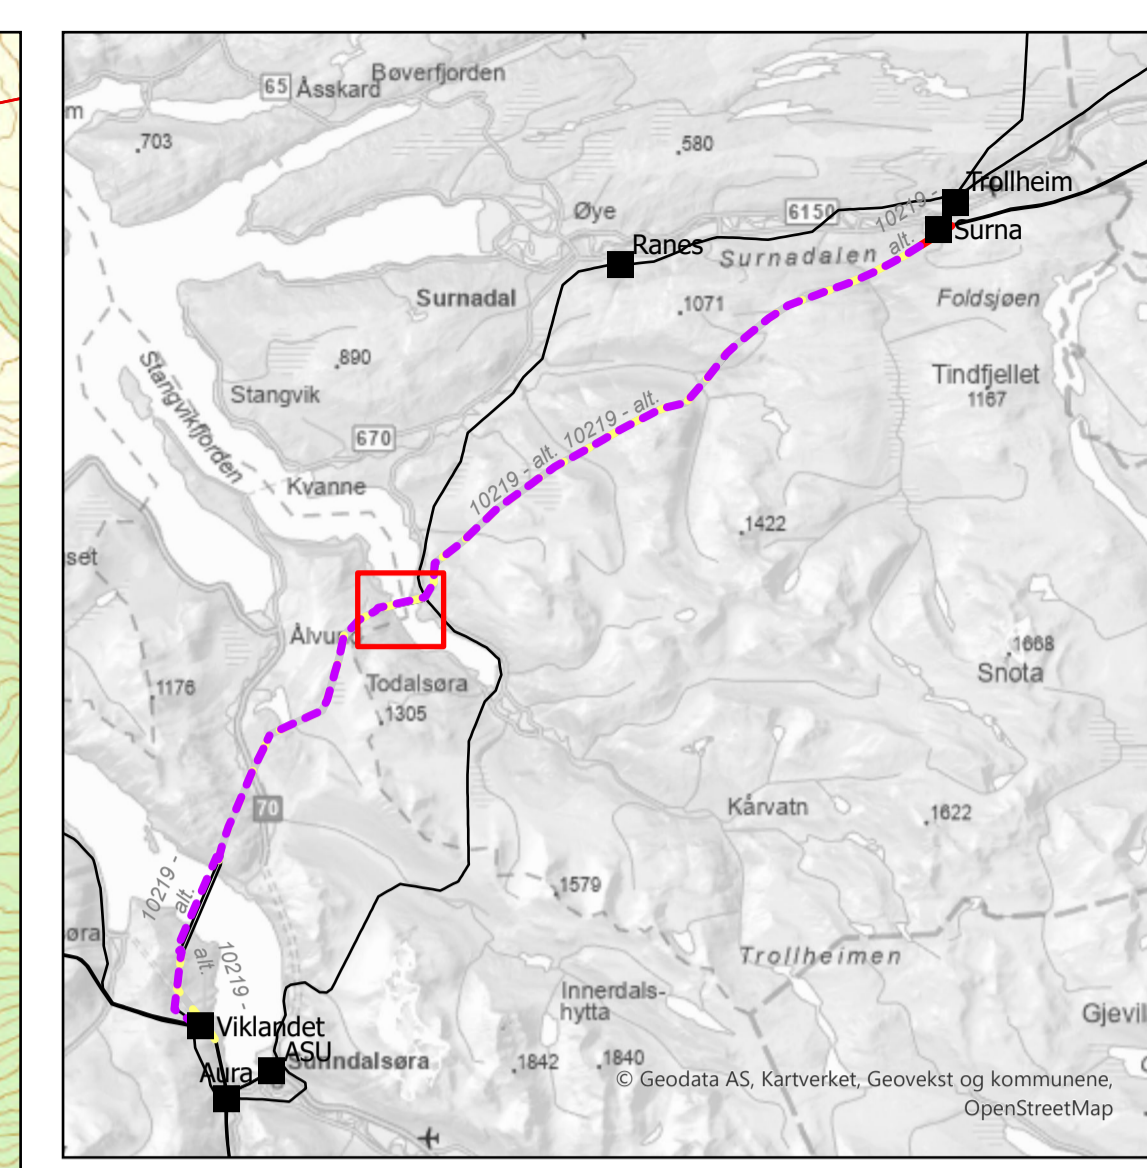 Bøverfjorden
65 Åsskard
m
703
580
Trollheim
Øye
6150
10219 -
alt.
Surna
Ranes
Surnadalen
Surnadal
1071
Foldsjøen
890
Stangvikfjorden
Stangvik
Tindfjellet
1167
10219 - alt. 10219 - alt.
670
Kvanne
1422
set
Ålvu
1668
Snota
1176
Todalsøra
1305
70
Kårvatn
1622
10219 -
alt.
1579
øra
10219 -
alt.
Trollheimen
Innerdals-
hytta
Gjevil
Viklandet
ASU
Sunndalsøra
Aura
1842
1840
© Geodata AS, Kartverket, Geovekst og kommunene,
OpenStreetMap